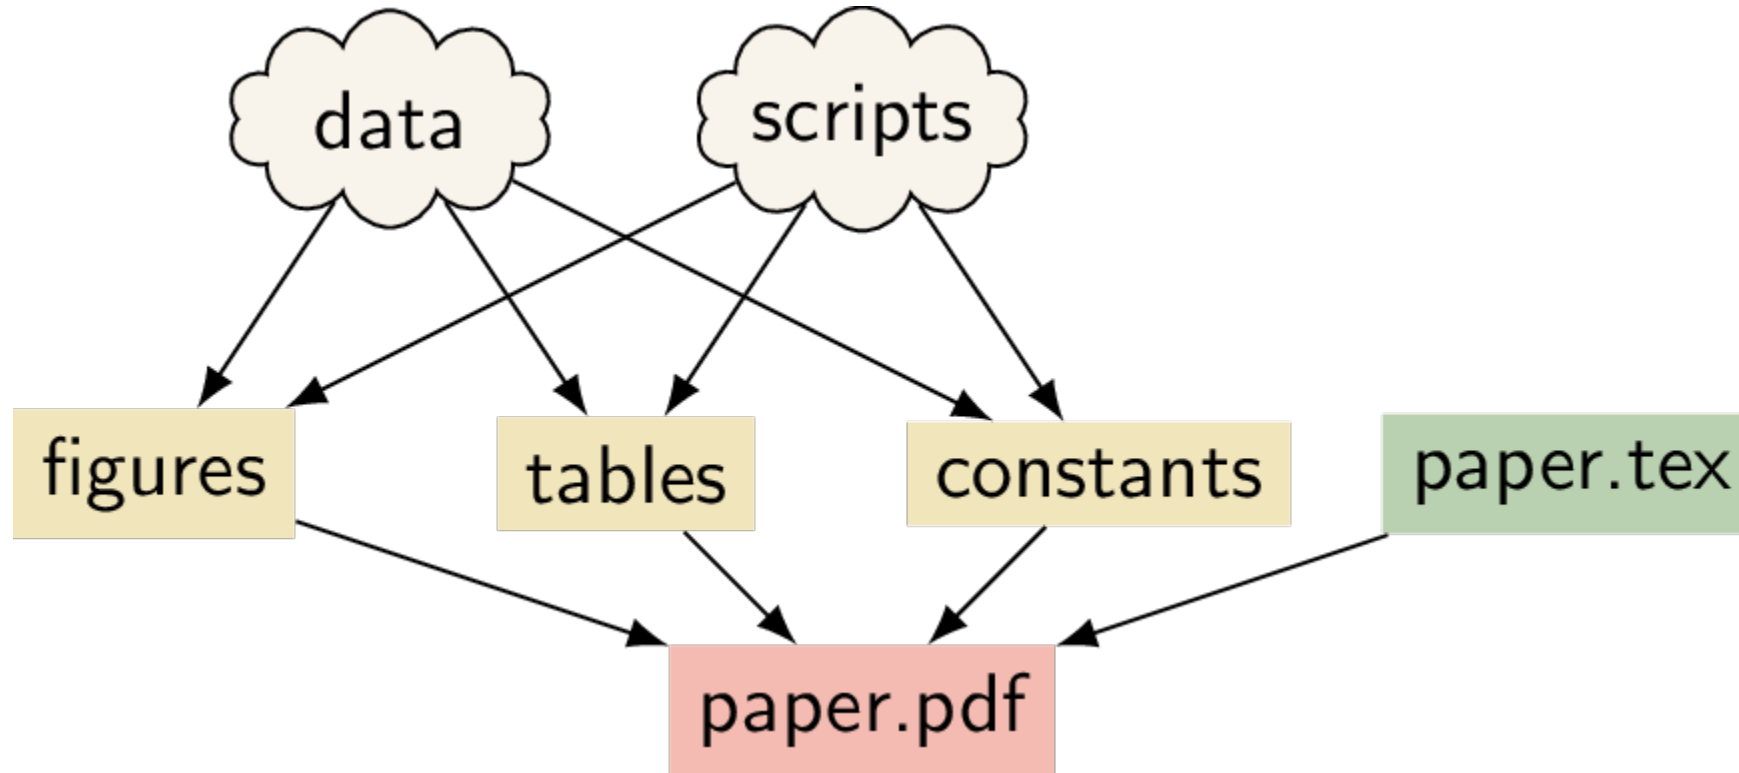 data
scripts
figures
tables
constants
paper.tex
paper.pdf